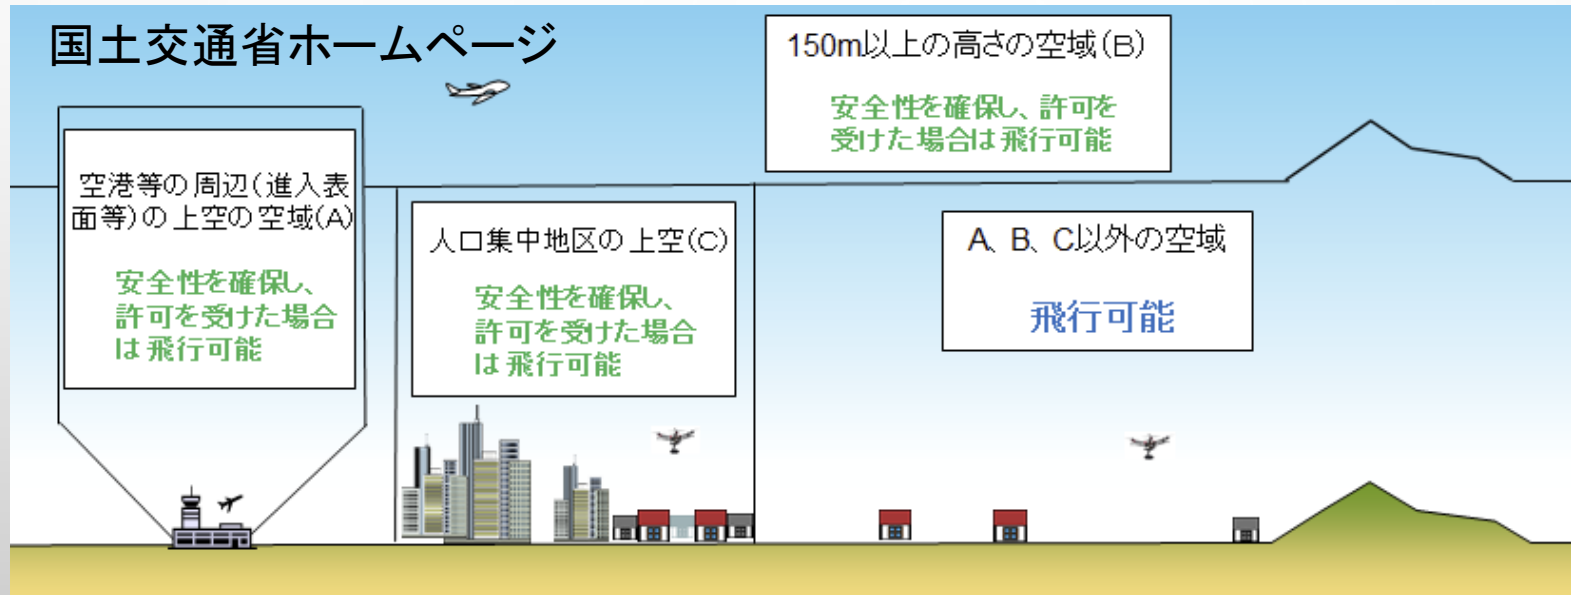 国土交通省ホームページ
150m以上の高さの空域(B)
安全性を確保し、許可を
受けた場合は飛行可能
空港等の周辺(進入表
面等)の上空の空域(A)
安全性を確保し、
許可を受けた場合
は飛行可能
人口集中地区の上空(C)
安全性を確保し、
許可を受けた場合
は飛行可能
A、B、C以外の空域
飛行可能